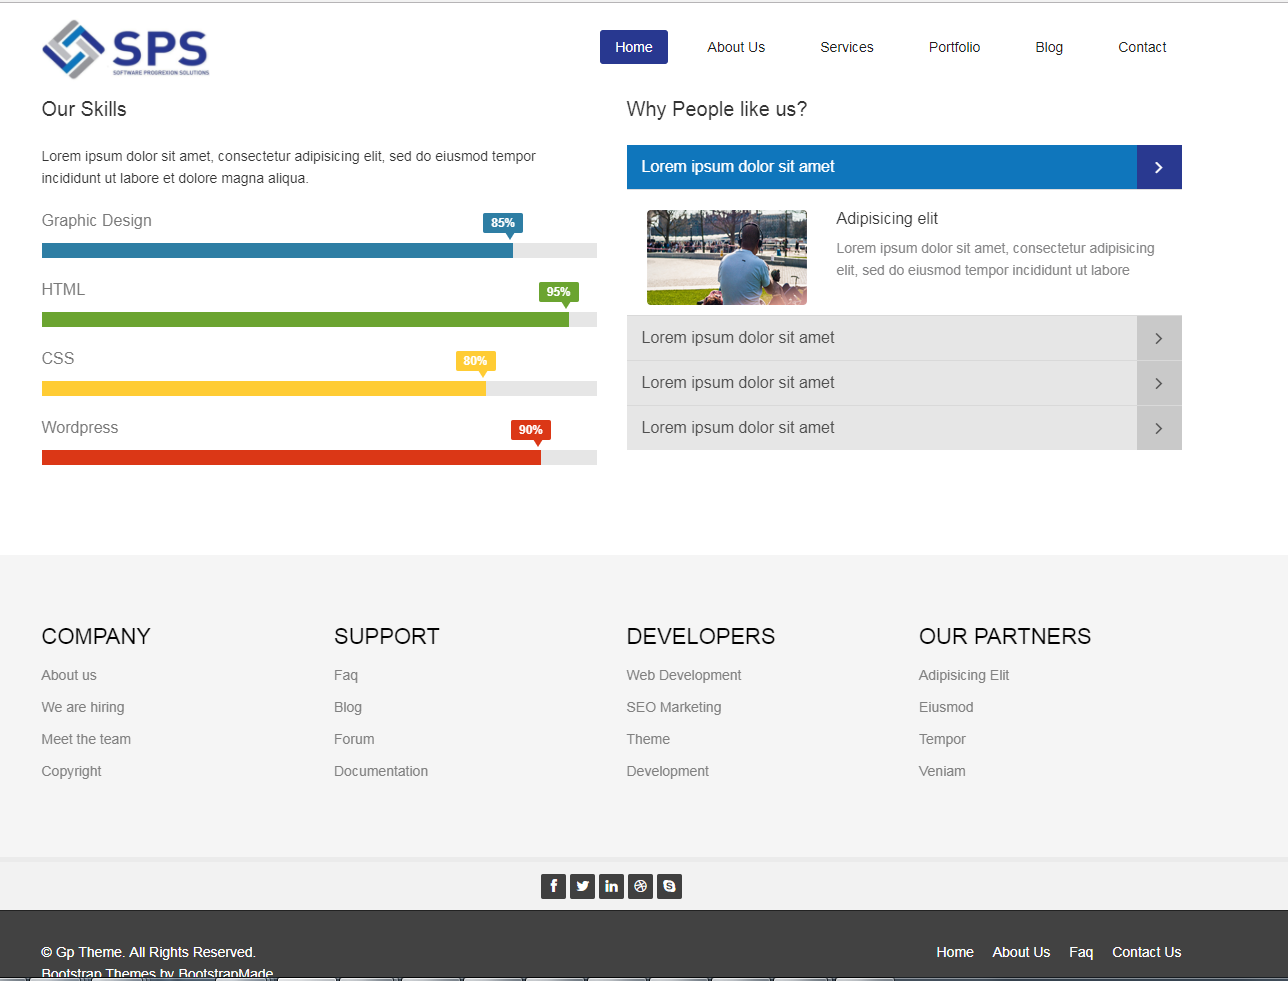 SPS
SOFTWARE PROGREXION SOLUTIONS
Home
About Us
Services
Portfolio
Blog
Contact
Our Skills
Lorem ipsum dolor sit amet, consectetur adipisicing elit, sed do eiusmod tempor
incididunt ut labore et dolore magna aliqua.
Graphic Design
85%
HTML
95%
CSS
80%
Wordpress
90%
Why People like us?
Lorem ipsum dolor sit amet
Adipisicing elit
Lorem ipsum dolor sit amet, consectetur adipisicing
elit, sed do eiusmod tempor incididunt ut labore
Lorem ipsum dolor sit amet
Lorem ipsum dolor sit amet
Lorem ipsum dolor sit amet
COMPANY
About us
We are hiring
Meet the team
Copyright
SUPPORT
Faq
Blog
Forum
Documentation
DEVELOPERS
Web Development
SEO Marketing
Theme
Development
OUR PARTNERS
Adipisicing Elit
Eiusmod
Tempor
Veniam
© Gp Theme. All Rights Reserved.
Bootstrap Themes by BootstrapMade
Home
About Us
Faq
Contact Us